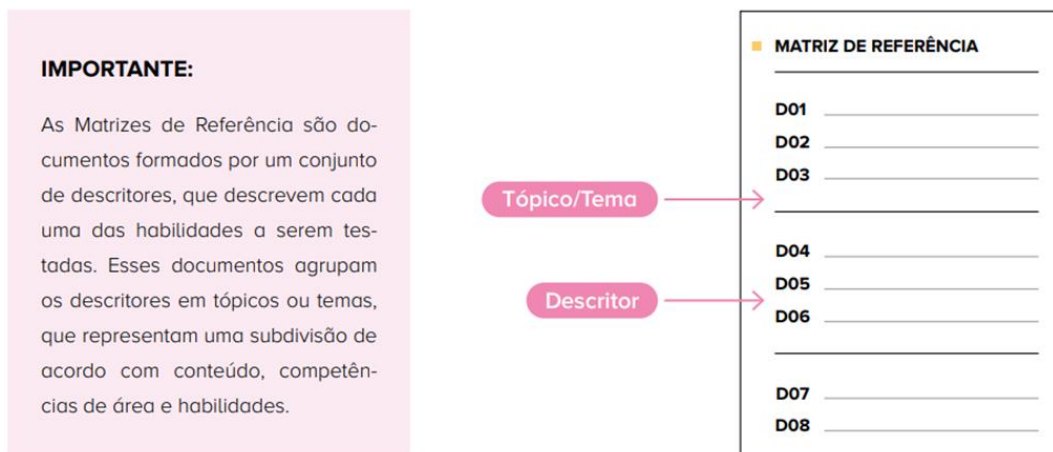 IMPORTANTE:
As Matrizes de Referência são do-
cumentos formados por um conjunto
de descritores, que descrevem cada
uma das habilidades a serem tes-
tadas. Esses documentos agrupam
os descritores em tópicos ou temas,
que representam uma subdivisão de
acordo com conteúdo, competên-
cias de área e habilidades.
Tópico/Tema
Descritor
MATRIZ DE REFERÊNCIA
D01
D02
D03
D04
D05
D06
D07
D08